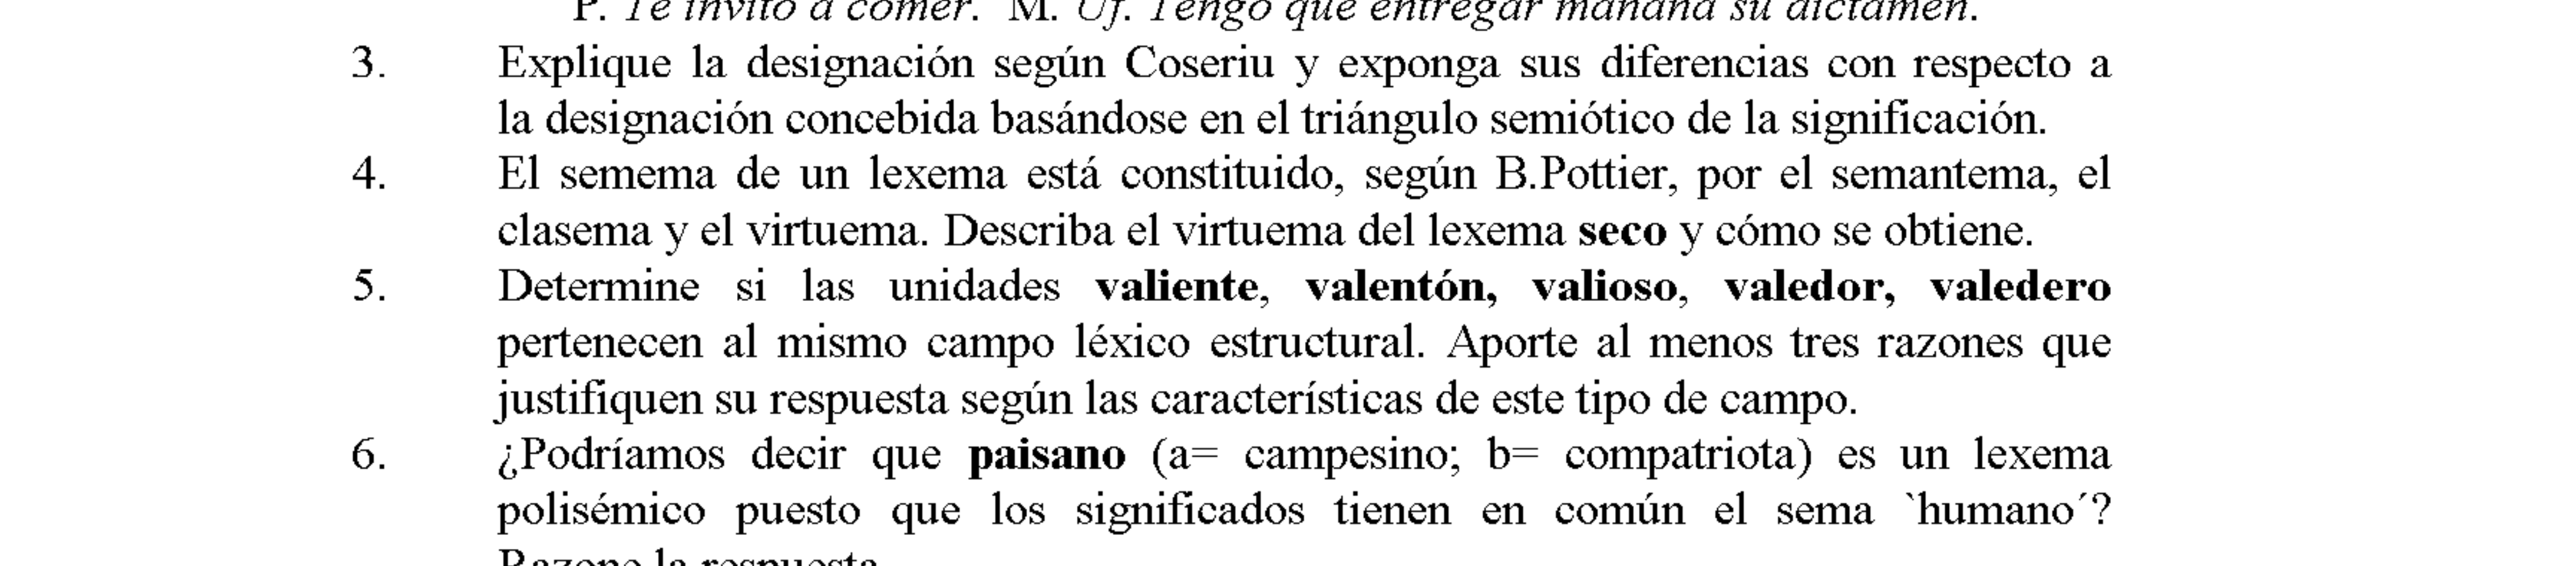 P. Te invito a comer. M. Uf. Tengo que entregar mañana su dictamen.
3. Explique la designación según Coseriu y exponga sus diferencias con respecto a
la designación concebida basándose en el triángulo semiótico de la significación.
4. El semema de un lexema está constituido, según B.Pottier, por el semantema, el
clasema y el virtuema. Describa el virtuema del lexema seco y cómo se obtiene.
5. Determine si las unidades valiente, valentón, valioso, valedor, valedero
pertenecen al mismo campo léxico estructural. Aporte al menos tres razones que
justifiquen su respuesta según las características de este tipo de campo.
6. ¿Podríamos decir que paisano (a= campesino; b= compatriota) es un lexema
polisémico puesto que los significados tienen en común el sema `humano´?
Razone la respuesta